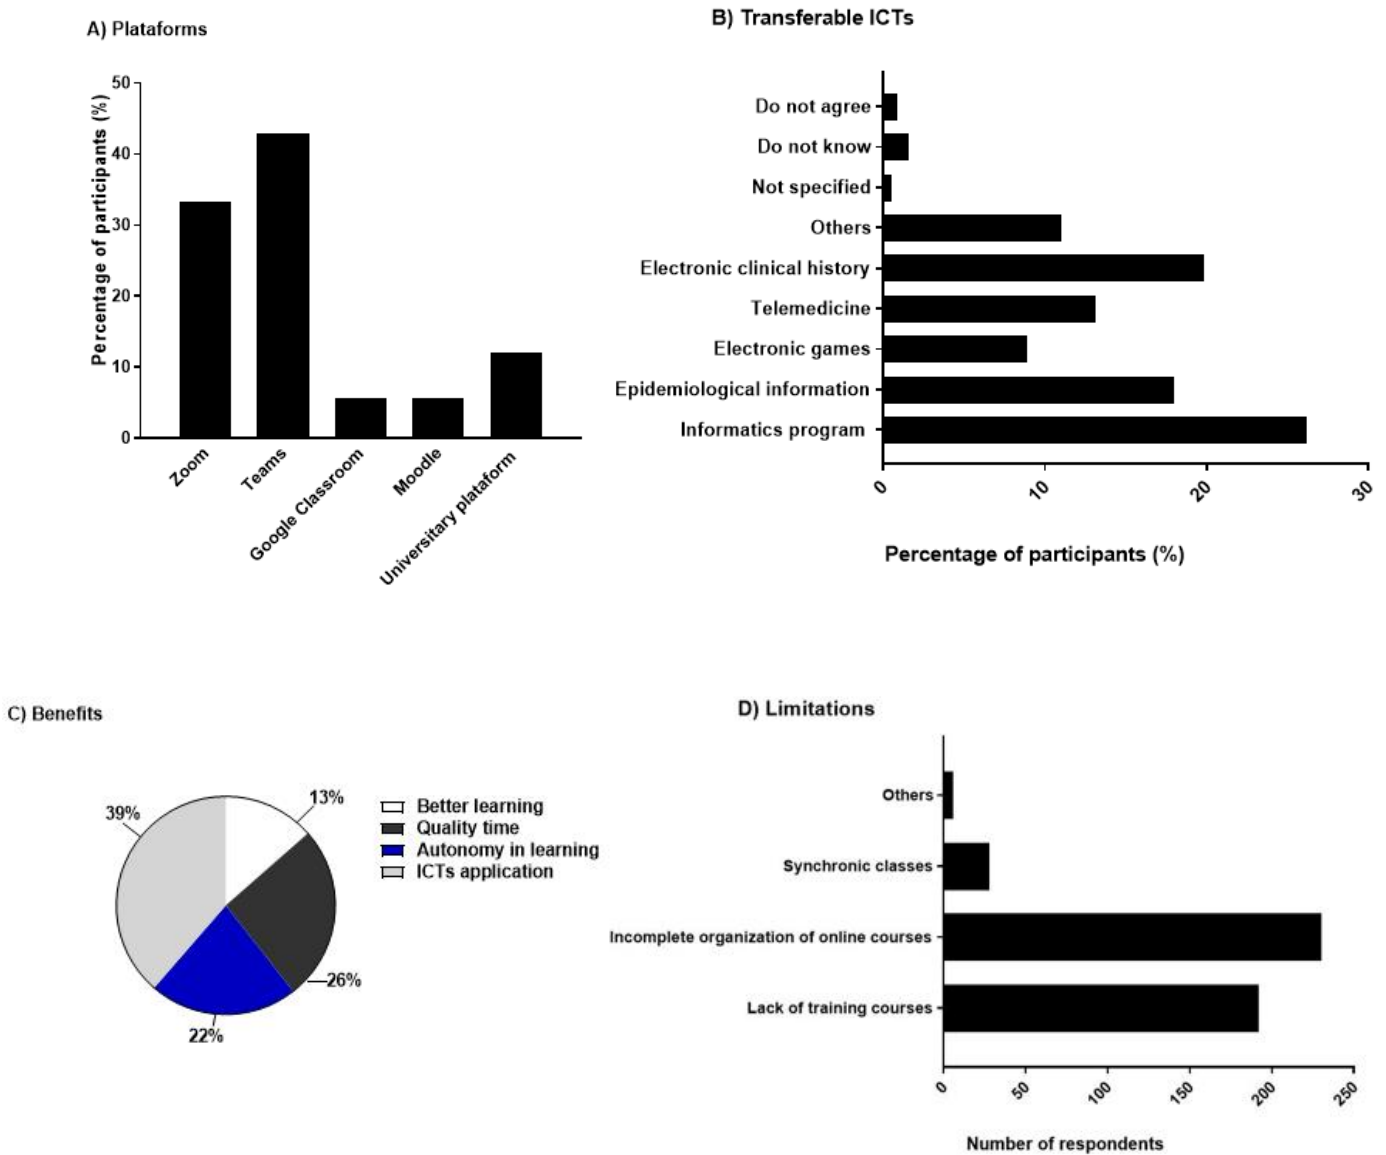 A) Plataforms
Percentage of participants (%)
50
40
30
20
10
0
Zoom
Teams
Google Classroom
Moodle
Universitary plataform
B) Transferable ICTs
Do not agree
Do not know
Not specified
Others
Electronic clinical history
Telemedicine
Electronic games
Epidemiological information
Informatics program
0
10
20
30
Percentage of participants (%)
C) Benefits
39%
13%
26%
22%
Better learning
Quality time
Autonomy in learning
ICTs application
D) Limitations
Others
Synchronic classes
Incomplete organization of online courses
Lack of training courses
0
50
100
150
200
250
Number of respondents